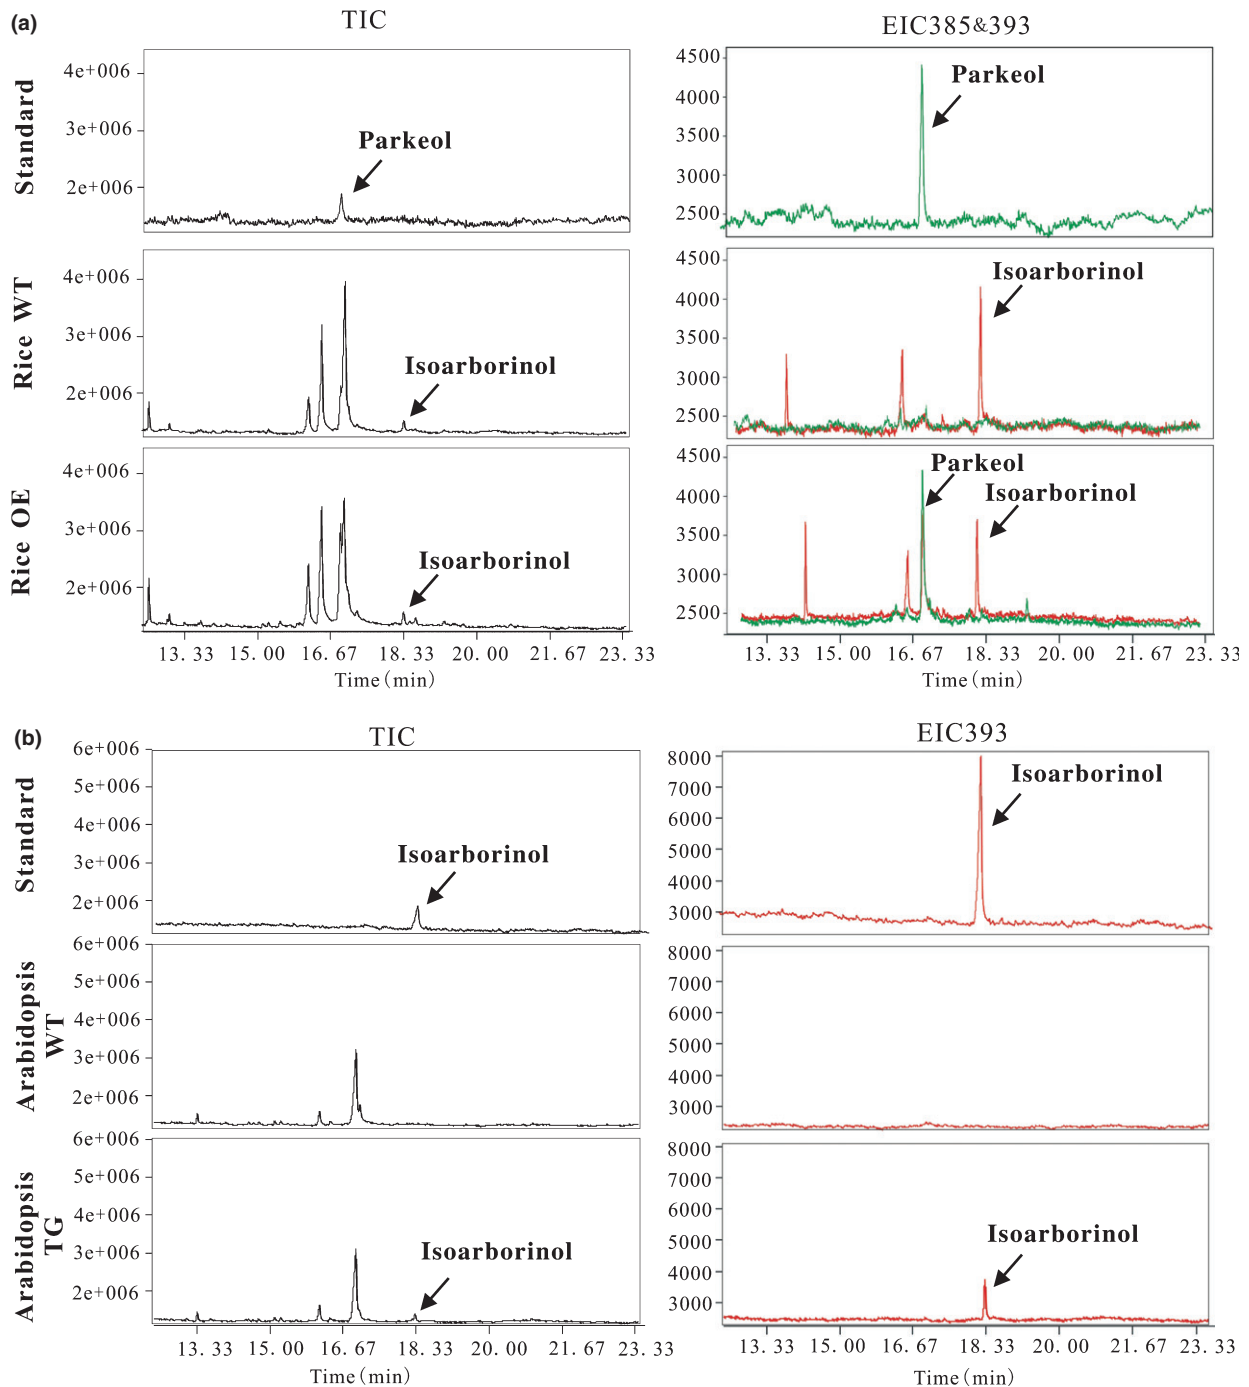 (a)
TIC
EIC385&393
Standard
4e+006
3e+006
2e+006
Parkeol
4500
4000
3500
3000
2500
Parkeol
Rice WT
4e+006
3e+006
2e+006
Isoarborinol
4500
4000
3500
3000
2500
Isoarborinol
Rice OE
4e+006
3e+006
2e+006
Isoarborinol
4500
4000
3500
3000
2500
Parkeol
Isoarborinol
13.33 15.00 16.67 18.33 20.00 21.67 23.33
Time(min)
13.33 15.00 16.67 18.33 20.00 21.67 23.33
Time(min)
(b)
TIC
EIC393
Standard
6e+006
5e+006
4e+006
3e+006
2e+006
Isoarborinol
8000
7000
6000
5000
4000
3000
Isoarborinol
Arabidopsis
WT
6e+006
5e+006
4e+006
3e+006
2e+006
8000
7000
6000
5000
4000
3000
Arabidopsis
TG
6e+006
5e+006
4e+006
3e+006
2e+006
Isoarborinol
8000
7000
6000
5000
4000
3000
Isoarborinol
13.33 15.00 16.67 18.33 20.00 21.67 23.33
Time(min)
13.33 15.00 16.67 18.33 20.00 21.67 23.33
Time(min)